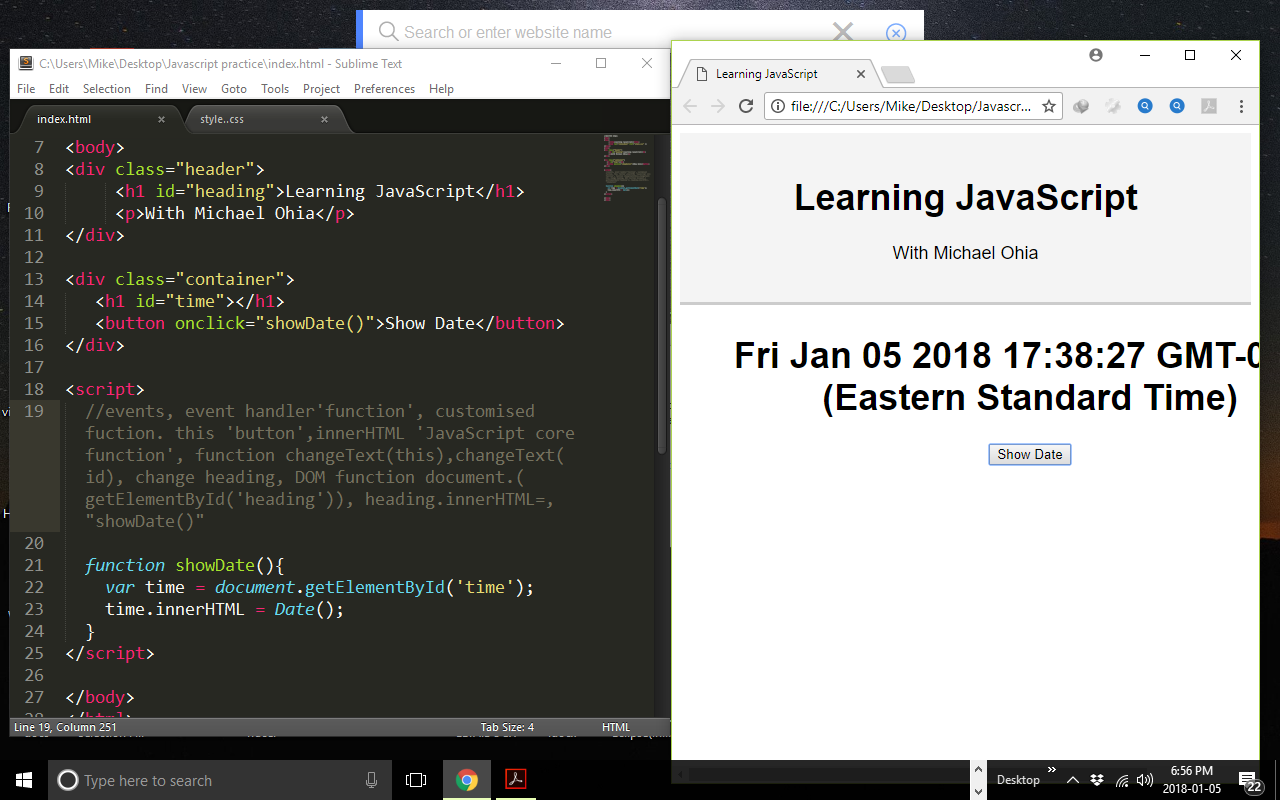 Search or enter website name
C:\Users\Mike\Desktop\Javascript practice\index.html - Sublime Text
File Edit Selection Find View Goto Tools Project Preferences Help
index.html
style..css
7 <body>
8 <div class="header">
9 <h1 id="heading">Learning JavaScript</h1>
10 <p>With Michael Ohia</p>
11 </div>
12
13 <div class="container">
14 <h1 id="time"></h1>
15 <button onclick="showDate()">Show Date</button>
16 </div>
17
18 <script>
19 //events, event handler'function', customised
fuction. this 'button',innerHTML 'JavaScript core
function', function changeText(this),changeText(
id), change heading, DOM function document.(
getElementById('heading')), heading.innerHTML=,
"showDate()"
20
21 function showDate(){
22 var time = document.getElementById('time');
23 time.innerHTML = Date();
24 }
25 </script>
26
27 </body>
28 </html>
Line 19, Column 251
Tab Size: 4
HTML
Learning JavaScript
file:///C:/Users/Mike/Desktop/Javascr...
Learning JavaScript
With Michael Ohia
Fri Jan 05 2018 17:38:27 GMT-0
(Eastern Standard Time)
Show Date
Type here to search
Desktop
6:56 PM
2018-01-05
22